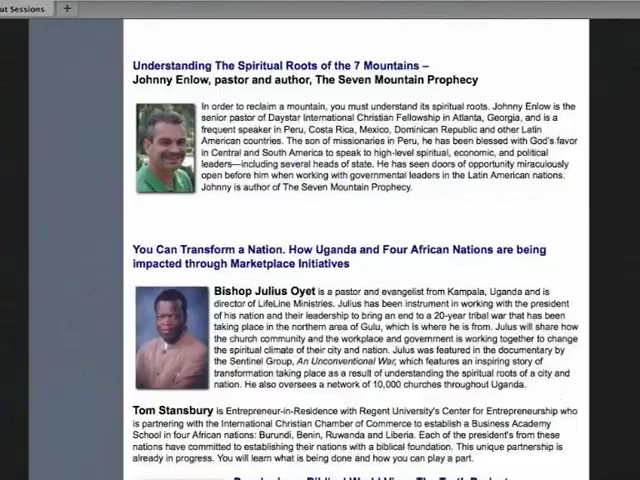 ut Sessions
+
Understanding The Spiritual Roots of the 7 Mountains –
Johnny Enlow, pastor and author, The Seven Mountain Prophecy
In order to reclaim a mountain, you must understand its spiritual roots. Johnny Enlow is the
senior pastor of Daystar International Christian Fellowship in Atlanta, Georgia, and is a
frequent speaker in Peru, Costa Rica, Mexico, Dominican Republic and other Latin
American countries. The son of missionaries in Peru, he has been blessed with God's favor
in Central and South America to speak to high-level spiritual, economic, and political
leaders—including several heads of state. He has seen doors of opportunity miraculously
open before him when working with governmental leaders in the Latin American nations.
Johnny is author of The Seven Mountain Prophecy.
You Can Transform a Nation. How Uganda and Four African Nations are being
impacted through Marketplace Initiatives
Bishop Julius Oyet is a pastor and evangelist from Kampala, Uganda and is
director of LifeLine Ministries. Julius has been instrument in working with the president
of his nation and their leadership to bring an end to a 20-year tribal war that has been
taking place in the northern area of Gulu, which is where he is from. Julius will share how
the church community and the workplace and government is working together to change
the spiritual climate of their city and nation. Julus was featured in the documentary by
the Sentinel Group, An Unconventional War, which features an inspiring story of
transformation taking place as a result of understanding the spiritual roots of a city and
nation. He also oversees a network of 10,000 churches throughout Uganda.
Tom Stansbury is Entrepreneur-in-Residence with Regent University's Center for Entrepreneurship who
is partnering with the International Christian Chamber of Commerce to establish a Business Academy
School in four African nations: Burundi, Benin, Ruwanda and Liberia. Each of the president's from these
nations have committed to establishing their nations with a biblical foundation. This unique partnership is
already in progress. You will learn what is being done and how you can play a part.